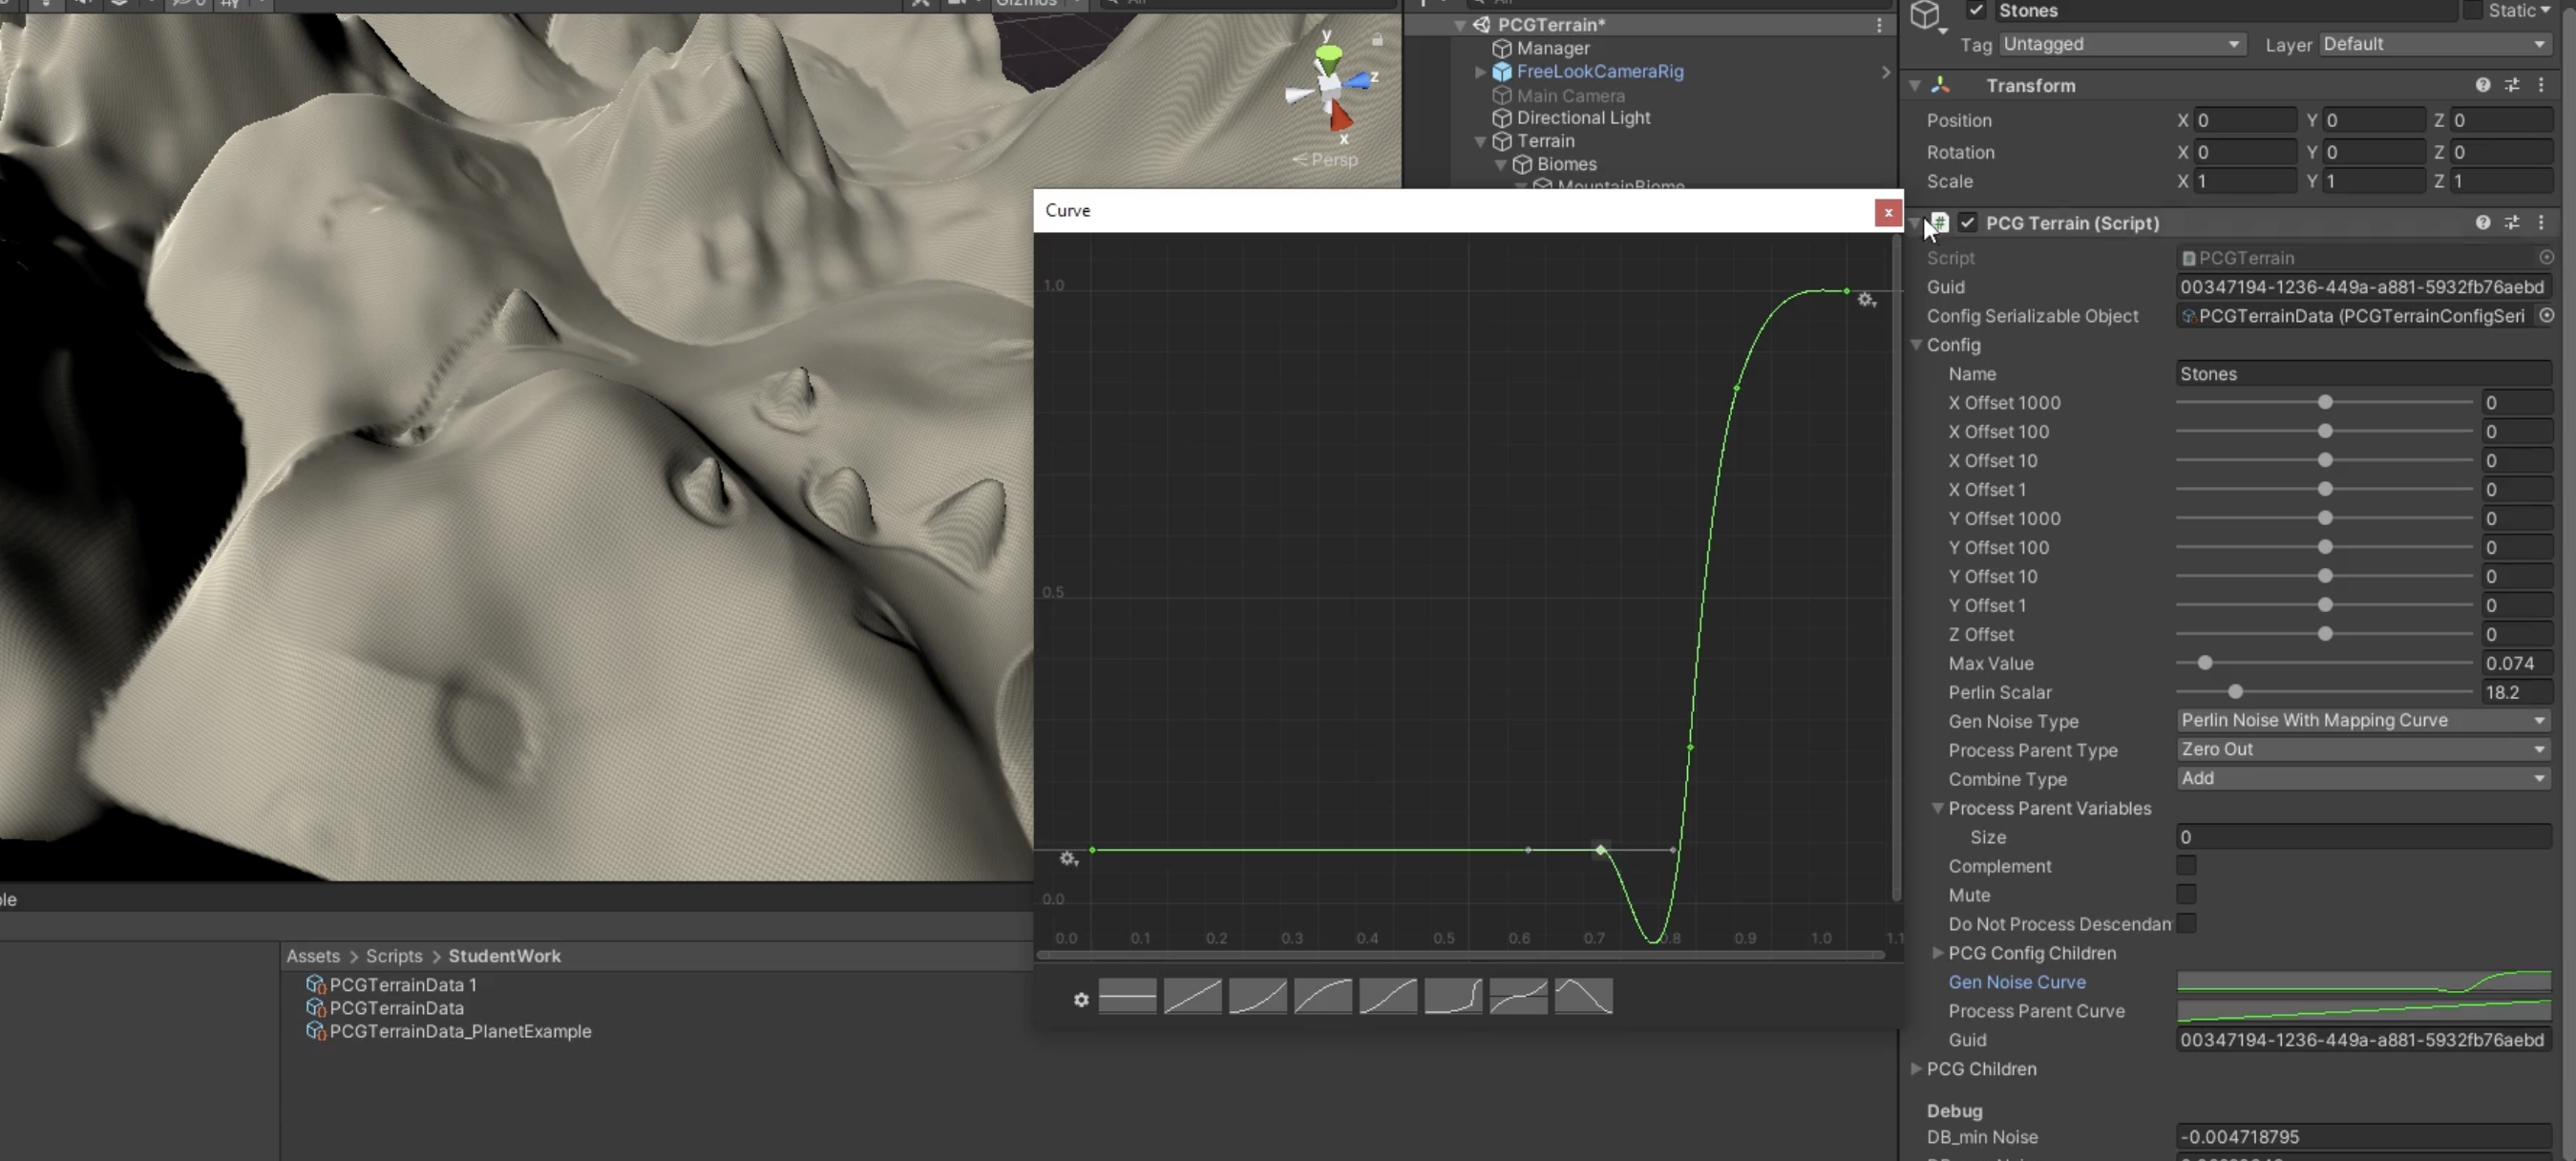 Gizmos
All
All
y
z
x
Persp
PCGTerrain*
Manager
FreeLookCameraRig
Main Camera
Directional Light
Terrain
Biomes
MountainBiome
Stones
Static
Tag Untagged Layer Default
Transform
Position X 0 Y 0 Z 0
Rotation X 0 Y 0 Z 0
Scale X 1 Y 1 Z 1
# PCG Terrain (Script)
Script PCGTerrain
Guid 00347194-1236-449a-a881-5932fb76aebd
Config Serializable Object PCGTerrainData (PCGTerrainConfigSeri
Config
Name Stones
X Offset 1000 0
X Offset 100 0
X Offset 10 0
X Offset 1 0
Y Offset 1000 0
Y Offset 100 0
Y Offset 10 0
Y Offset 1 0
Z Offset 0
Max Value 0.074
Perlin Scalar 18.2
Gen Noise Type Perlin Noise With Mapping Curve
Process Parent Type Zero Out
Combine Type Add
Process Parent Variables
Size 0
Complement
Mute
Do Not Process Descendan
PCG Config Children
Gen Noise Curve
Process Parent Curve
Guid 00347194-1236-449a-a881-5932fb76aebd
PCG Children
Debug
DB_min Noise -0.004718795
Curve
x
1.0
0.5
0.0
0.0 0.1 0.2 0.3 0.4 0.5 0.6 0.7 0.8 0.9 1.0 1.1
ole
Assets > Scripts > StudentWork
PCGTerrainData 1
PCGTerrainData
PCGTerrainData_PlanetExample